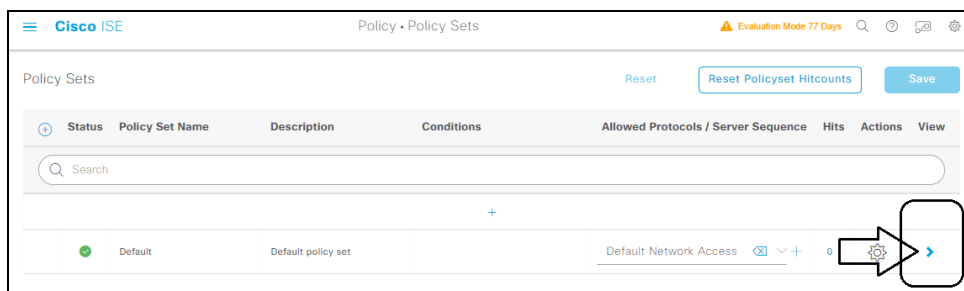 Cisco ISE
Policy • Policy Sets
Evaluation Mode 77 Days
Policy Sets
Reset
Reset Policyset Hitcounts
Save
Status Policy Set Name Description Conditions Allowed Protocols / Server Sequence Hits Actions View
Search
+
Default Default policy set Default Network Access + 0